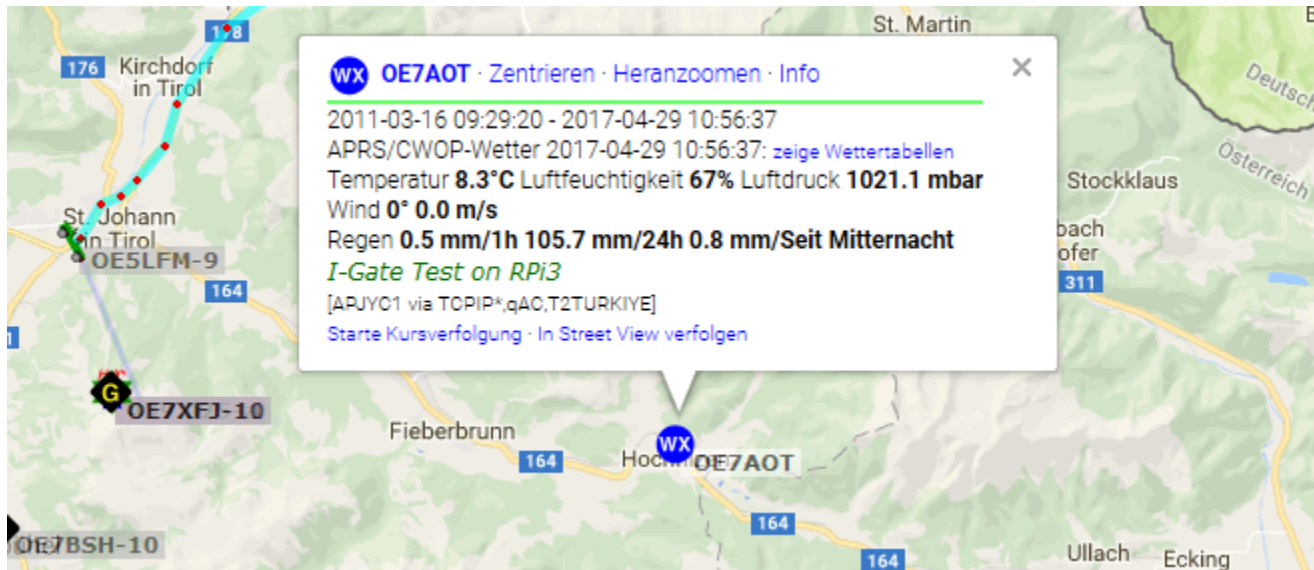 St. Martin
178
176
Kirchdorf
in Tirol
WX OE7AOT · Zentrieren · Heranzoomen · Info
×
2011-03-16 09:29:20 - 2017-04-29 10:56:37
APRS/CWOP-Wetter 2017-04-29 10:56:37: zeige Wettertabellen
Temperatur 8.3°C Luftfeuchtigkeit 67% Luftdruck 1021.1 mbar
Wind 0° 0.0 m/s
Regen 0.5 mm/1h 105.7 mm/24h 0.8 mm/Seit Mitternacht
I-Gate Test on RPi3
[APJYC1 via TCPIP*,qAC,T2TURKIYE]
Starte Kursverfolgung · In Street View verfolgen
Österreich
Stockklaus
311
St. Johann
in Tirol
OE5LFM-9
164
G
OE7XFJ-10
Fieberbrunn
164
WX
OE7AOT
164
OE7BSH-10
164
Ullach
Ecking